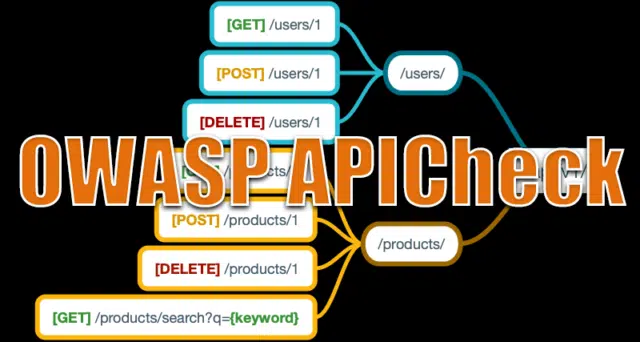 [GET] /users/1
[POST] /users/1
/users/
[DELETE] /users/1
OWASP APICheck
[POST] /products/1
/products/
[DELETE] /products/1
[GET] /products/search?q={keyword}